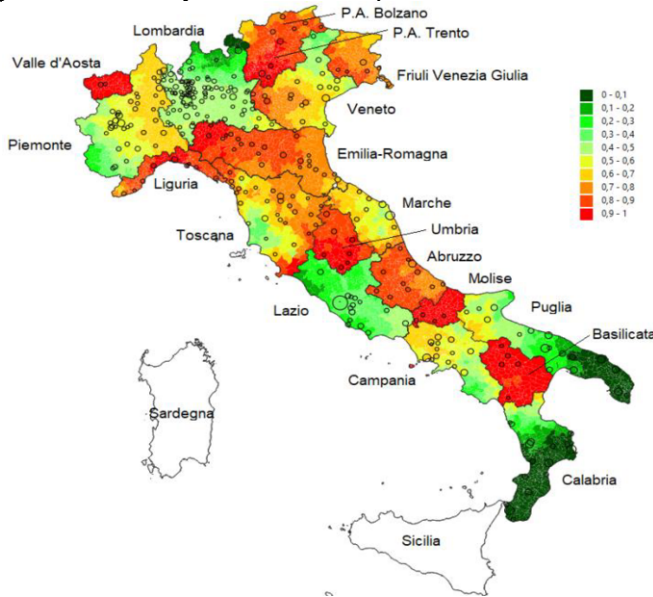 P.A. Bolzano
Lombardia
P.A. Trento
Valle d'Aosta
Friuli Venezia Giulia
Veneto
Piemonte
Emilia-Romagna
Liguria
Marche
Umbria
Toscana
Abruzzo
Molise
Lazio
Puglia
Basilicata
Campania
Sardegna
Calabria
Sicilia
0 - 0,1
0,1 - 0,2
0,2 - 0,3
0,3 - 0,4
0,4 - 0,5
0,5 - 0,6
0,6 - 0,7
0,7 - 0,8
0,8 - 0,9
0,9 - 1